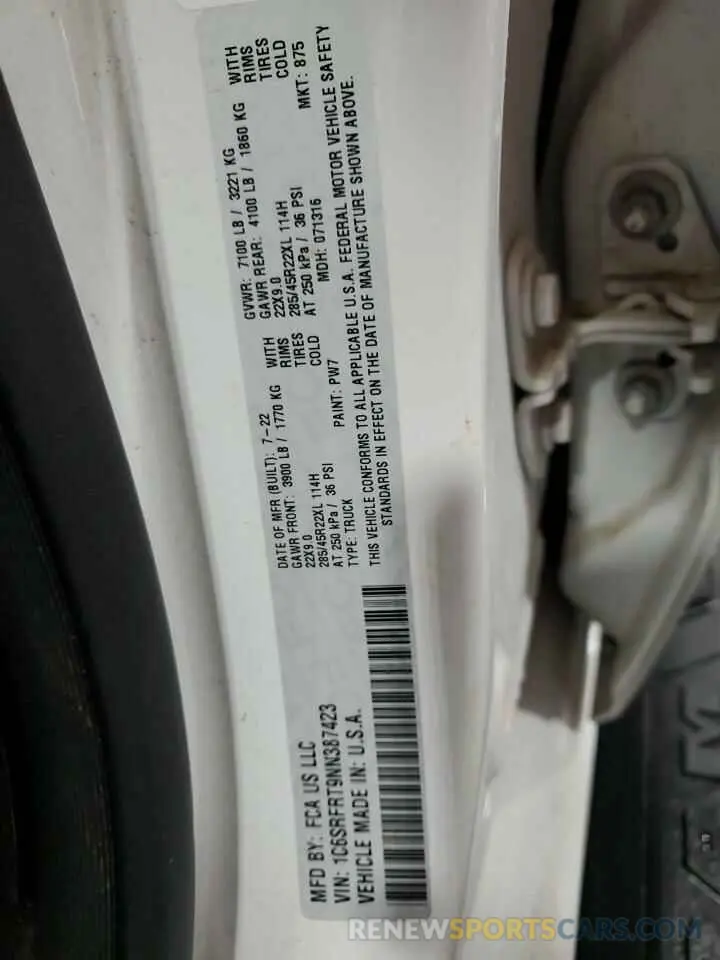 MFD BY: FCA US LLC
VIN: 1C6SRFRT9NN387423
VEHICLE MADE IN: U.S.A.
DATE OF MFR (BUILT): 7-22
GAWR FRONT: 3900 LB / 1770 KG WITH
22X9.0 RIMS
285/45R22XL 114H TIRES
AT 250 kPa / 36 PSI COLD
TYPE: TRUCK PAINT: PW7
GVWR: 7100 LB / 3221 KG
GAWR REAR: 4100 LB / 1860 KG WITH
22X9.0 RIMS
285/45R22XL 114H TIRES
AT 250 kPa / 36 PSI COLD
MDH: 071316 MKT: 875
THIS VEHICLE CONFORMS TO ALL APPLICABLE U.S.A. FEDERAL MOTOR VEHICLE SAFETY
STANDARDS IN EFFECT ON THE DATE OF MANUFACTURE SHOWN ABOVE.
RENEWSPORTSCARS.COM